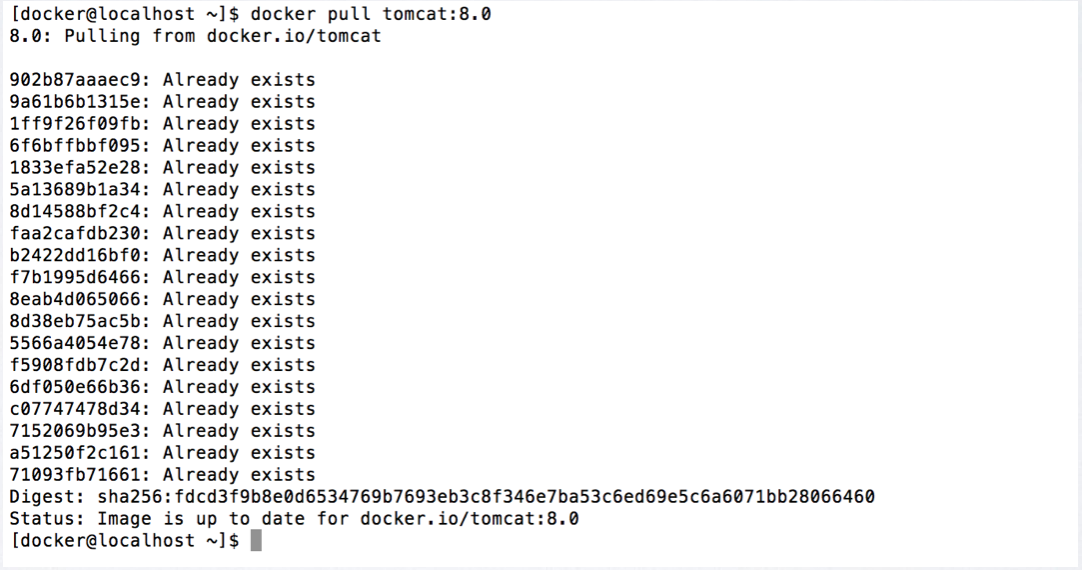 [docker@localhost ~]$ docker pull tomcat:8.0
8.0: Pulling from docker.io/tomcat
902b87aaaec9: Already exists
9a61b6b1315e: Already exists
1ff9f26f09fb: Already exists
6f6bffbbf095: Already exists
1833efa52e28: Already exists
5a13689b1a34: Already exists
8d14588bf2c4: Already exists
faa2cafdb230: Already exists
b2422dd16bf0: Already exists
f7b1995d6466: Already exists
8eab4d065066: Already exists
8d38eb75ac5b: Already exists
5566a4054e78: Already exists
f5908fdb7c2d: Already exists
6df050e66b36: Already exists
c07747478d34: Already exists
7152069b95e3: Already exists
a51250f2c161: Already exists
71093fb71661: Already exists
Digest: sha256:fdcd3f9b8e0d6534769b7693eb3c8f346e7ba53c6ed69e5c6a6071bb28066460
Status: Image is up to date for docker.io/tomcat:8.0
[docker@localhost ~]$